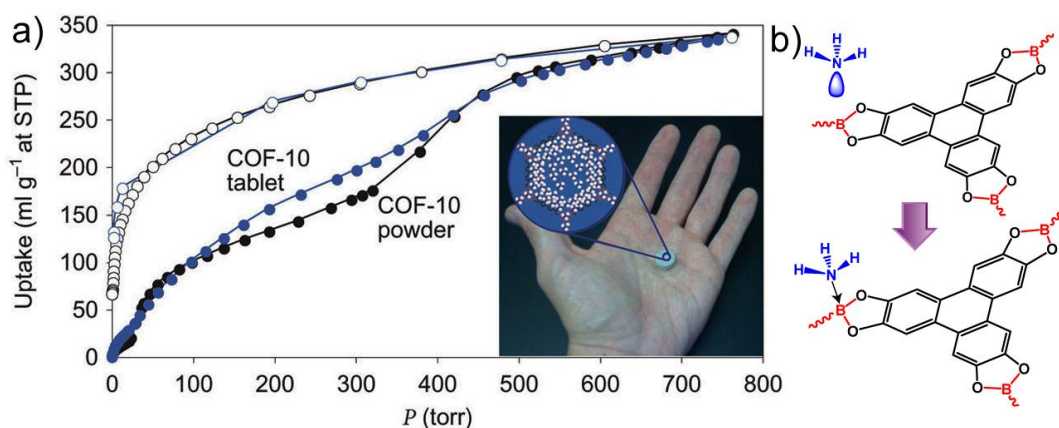 a)
350
300
250
200
150
100
50
0
Uptake (ml g⁻¹ at STP)
COF-10
tablet
COF-10
powder
0 100 200 300 400 500 600 700 800
P (torr)
b)
H
H N H
O B
O
B O
O
O
B O
H
H N H
O B
O
B O
O
O
B O